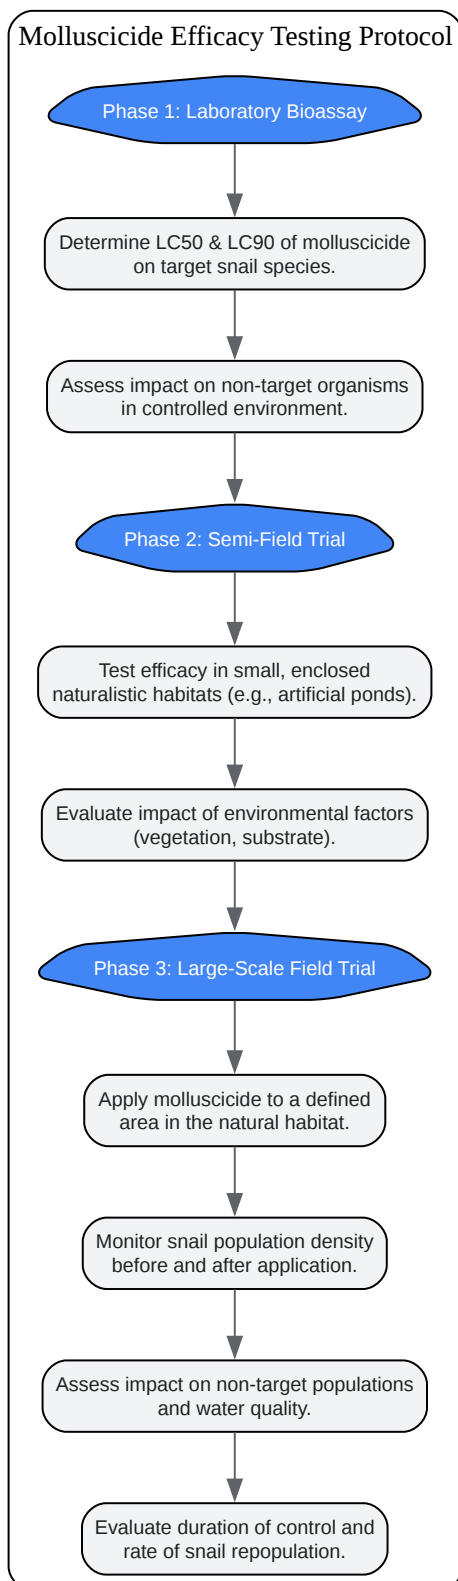 Molluscicide Efficacy Testing Protocol
Phase 1: Laboratory Bioassay
Determine LC50 & LC90 of molluscicide
on target snail species.
Assess impact on non-target organisms
in controlled environment.
Phase 2: Semi-Field Trial
Test efficacy in small, enclosed
naturalistic habitats (e.g., artificial ponds).
Evaluate impact of environmental factors
(vegetation, substrate).
Phase 3: Large-Scale Field Trial
Apply molluscicide to a defined
area in the natural habitat.
Monitor snail population density
before and after application.
Assess impact on non-target populations
and water quality.
Evaluate duration of control and
rate of snail repopulation.